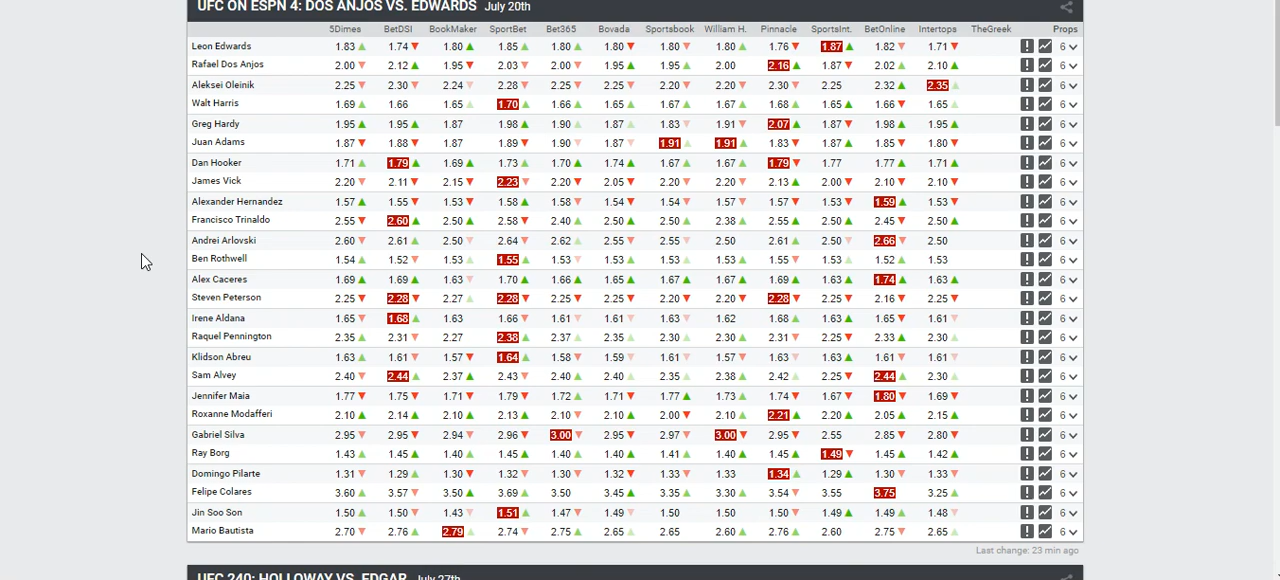 UFC ON ESPN 4: DOS ANJOS VS. EDWARDS July 20th
5Dimes BetDSI BookMaker SportBet Bet365 Bovada Sportsbook William H. Pinnacle SportsInt. BetOnline Intertops TheGreek Props
Leon Edwards 1.83 1.74 1.80 1.85 1.80 1.80 1.80 1.80 1.76 1.87 1.82 1.71 6
Rafael Dos Anjos 2.00 2.12 1.95 2.03 2.00 1.95 1.95 2.00 2.16 1.87 2.02 2.10 6
Aleksei Oleinik 2.25 2.30 2.24 2.28 2.25 2.25 2.20 2.20 2.30 2.25 2.32 2.35 6
Walt Harris 1.69 1.66 1.65 1.70 1.66 1.65 1.67 1.67 1.68 1.65 1.66 1.65 6
Greg Hardy 1.95 1.95 1.87 1.98 1.90 1.87 1.83 1.91 2.07 1.87 1.98 1.95 6
Juan Adams 1.87 1.88 1.87 1.89 1.90 1.87 1.91 1.91 1.83 1.87 1.85 1.80 6
Dan Hooker 1.71 1.79 1.69 1.73 1.70 1.74 1.67 1.67 1.79 1.77 1.77 1.71 6
James Vick 2.20 2.11 2.15 2.23 2.20 2.05 2.20 2.20 2.13 2.00 2.10 2.10 6
Alexander Hernandez 1.57 1.55 1.53 1.58 1.58 1.54 1.54 1.57 1.57 1.53 1.59 1.53 6
Francisco Trinaldo 2.55 2.60 2.50 2.58 2.40 2.50 2.50 2.38 2.55 2.50 2.45 2.50 6
Andrei Arlovski 2.60 2.61 2.50 2.64 2.62 2.55 2.55 2.50 2.61 2.50 2.66 2.50 6
Ben Rothwell 1.54 1.52 1.53 1.55 1.53 1.53 1.53 1.53 1.55 1.53 1.52 1.53 6
Alex Caceres 1.69 1.69 1.63 1.70 1.66 1.65 1.67 1.67 1.69 1.63 1.74 1.63 6
Steven Peterson 2.25 2.28 2.27 2.28 2.25 2.25 2.20 2.20 2.28 2.25 2.16 2.25 6
Irene Aldana 1.65 1.68 1.63 1.66 1.61 1.61 1.63 1.62 1.68 1.63 1.65 1.61 6
Raquel Pennington 2.35 2.31 2.27 2.38 2.37 2.35 2.30 2.30 2.31 2.25 2.33 2.30 6
Klidson Abreu 1.63 1.61 1.57 1.64 1.58 1.59 1.61 1.57 1.63 1.63 1.61 1.61 6
Sam Alvey 2.40 2.44 2.37 2.43 2.40 2.40 2.35 2.38 2.42 2.25 2.44 2.30 6
Jennifer Maia 1.77 1.75 1.71 1.79 1.72 1.71 1.77 1.73 1.74 1.67 1.80 1.69 6
Roxanne Modafferi 2.10 2.14 2.10 2.13 2.10 2.10 2.00 2.10 2.21 2.20 2.05 2.15 6
Gabriel Silva 2.95 2.95 2.94 2.96 3.00 2.95 2.97 3.00 2.95 2.55 2.85 2.80 6
Ray Borg 1.43 1.45 1.40 1.45 1.40 1.40 1.41 1.40 1.45 1.49 1.45 1.42 6
Domingo Pilarte 1.31 1.29 1.30 1.32 1.30 1.32 1.33 1.33 1.34 1.29 1.30 1.33 6
Felipe Colares 3.60 3.57 3.50 3.69 3.50 3.45 3.35 3.30 3.54 3.55 3.75 3.25 6
Jin Soo Son 1.50 1.50 1.43 1.51 1.47 1.49 1.50 1.50 1.50 1.49 1.49 1.48 6
Mario Bautista 2.70 2.76 2.79 2.74 2.75 2.65 2.65 2.60 2.76 2.60 2.75 2.65 6
Last change: 23 min ago
UFC 240: HOLLOWAY VS. EDGAR July 27th